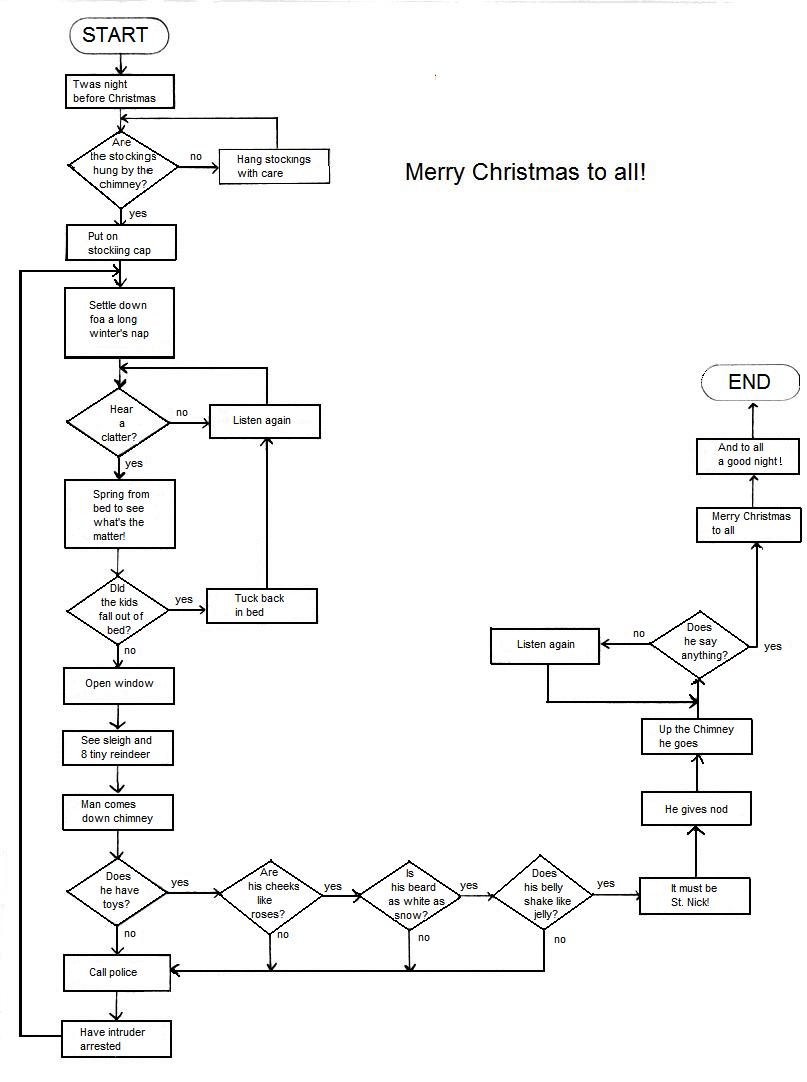 START
Twas night
before Christmas
Are
the stockings
hung by the
chimney?
no
Hang stockings
with care
yes
Merry Christmas to all!
Put on
stockiing cap
Settle down
foa a long
winter's nap
Hear
a
clatter?
no
Listen again
yes
Spring from
bed to see
what's the
matter!
DId
the kids
fall out of
bed?
yes
Tuck back
in bed
no
Open window
See sleigh and
8 tiny reindeer
Man comes
down chimney
Does
he have
toys?
yes
no
Are
his cheeks
like
roses?
yes
no
Is
his beard
as white as
snow?
yes
no
Does
his belly
shake like
jelly?
yes
no
Call police
Have intruder
arrested
It must be
St. Nick!
He gives nod
Up the Chimney
he goes
Does
he say
anything?
no
Listen again
yes
Merry Christmas
to all
And to all
a good night!
END